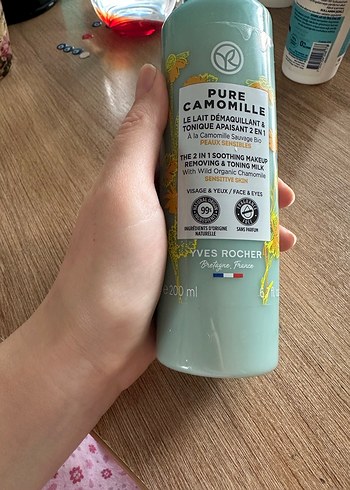 PURE
CAMOMILLE
LE LAIT DÉMAQUILLANT &
TONIQUE APAISANT 2 EN 1
À la Camomille Sauvage Bio
PEAUX SENSIBLES
THE 2 IN 1 SOOTHING MAKEUP
REMOVING & TONING MILK
With Wild Organic Chamomile
SENSITIVE SKIN
VISAGE & YEUX / FACE & EYES
99%
INGRÉDIENTS D'ORIGINE
NATURELLE
SANS PARFUM
YVES ROCHER
Bretagne, France
e 200 ml